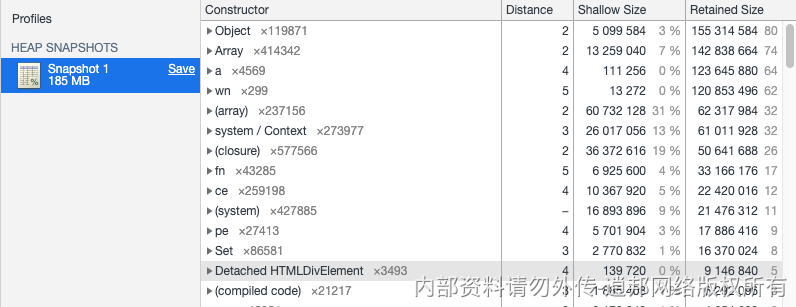 Profiles
HEAP SNAPSHOTS
Snapshot 1 Save
185 MB
Constructor Distance Shallow Size Retained Size
Object ×119871 2 5 099 584 3 % 155 314 584 80
Array ×414342 2 13 259 040 7 % 142 838 664 74
a ×4569 4 111 256 0 % 123 645 880 64
wn ×299 5 13 272 0 % 120 853 496 62
(array) ×237156 2 60 732 128 31 % 62 317 984 32
system / Context ×273977 3 26 017 056 13 % 61 011 928 32
(closure) ×577566 2 36 372 616 19 % 50 641 688 26
fn ×43285 5 6 925 600 4 % 33 166 176 17
ce ×259198 4 10 367 920 5 % 22 420 016 12
(system) ×427885 – 16 893 896 9 % 21 476 312 11
pe ×27413 4 5 701 904 3 % 17 886 416 9
Set ×86581 3 2 770 832 1 % 16 370 024 8
Detached HTMLDivElement ×3493 4 139 720 0 % 9 146 840 5
(compiled code) ×21217 3
内部资料请勿外传 逍邦网络版权所有